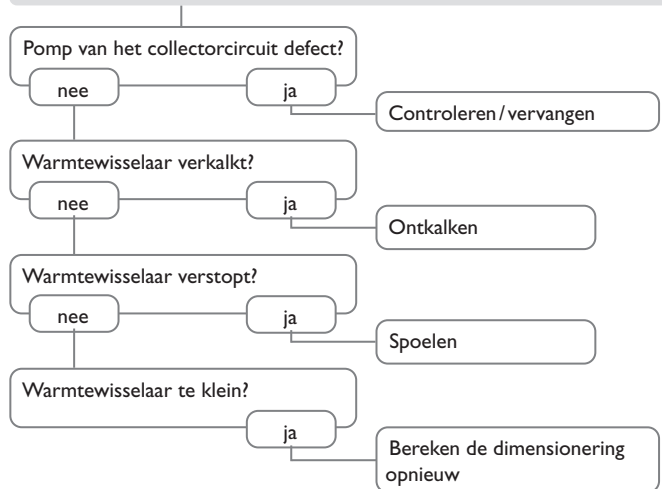 Pomp van het collectorcircuit defect?
nee
ja
Controleren/vervangen
Warmtewisselaar verkalkt?
nee
ja
Ontkalken
Warmtewisselaar verstopt?
nee
ja
Spoelen
Warmtewisselaar te klein?
ja
Bereken de dimensionering
opnieuw